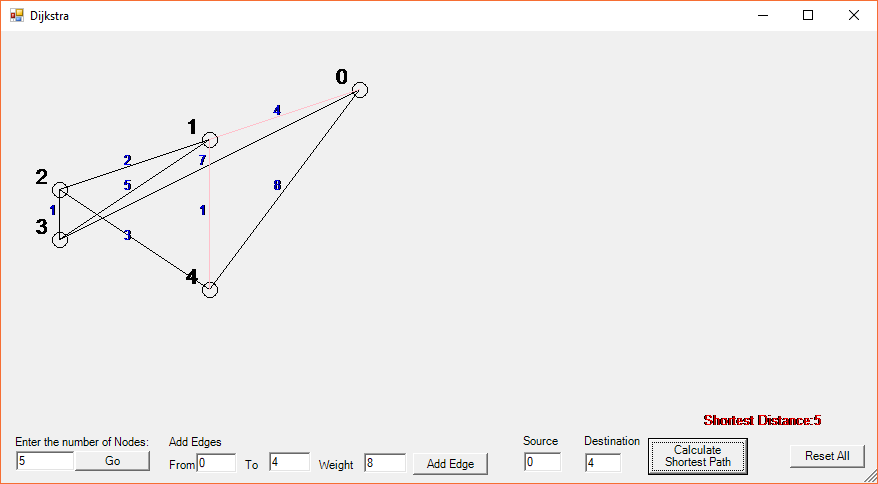 Dijkstra
0
4
1
2
7
2
5
8
1
1
3
3
4
Shortest Distance:5
Enter the number of Nodes:
5
Go
Add Edges
From 0 To 4 Weight 8 Add Edge
Source
0
Destination
4
Calculate
Shortest Path
Reset All